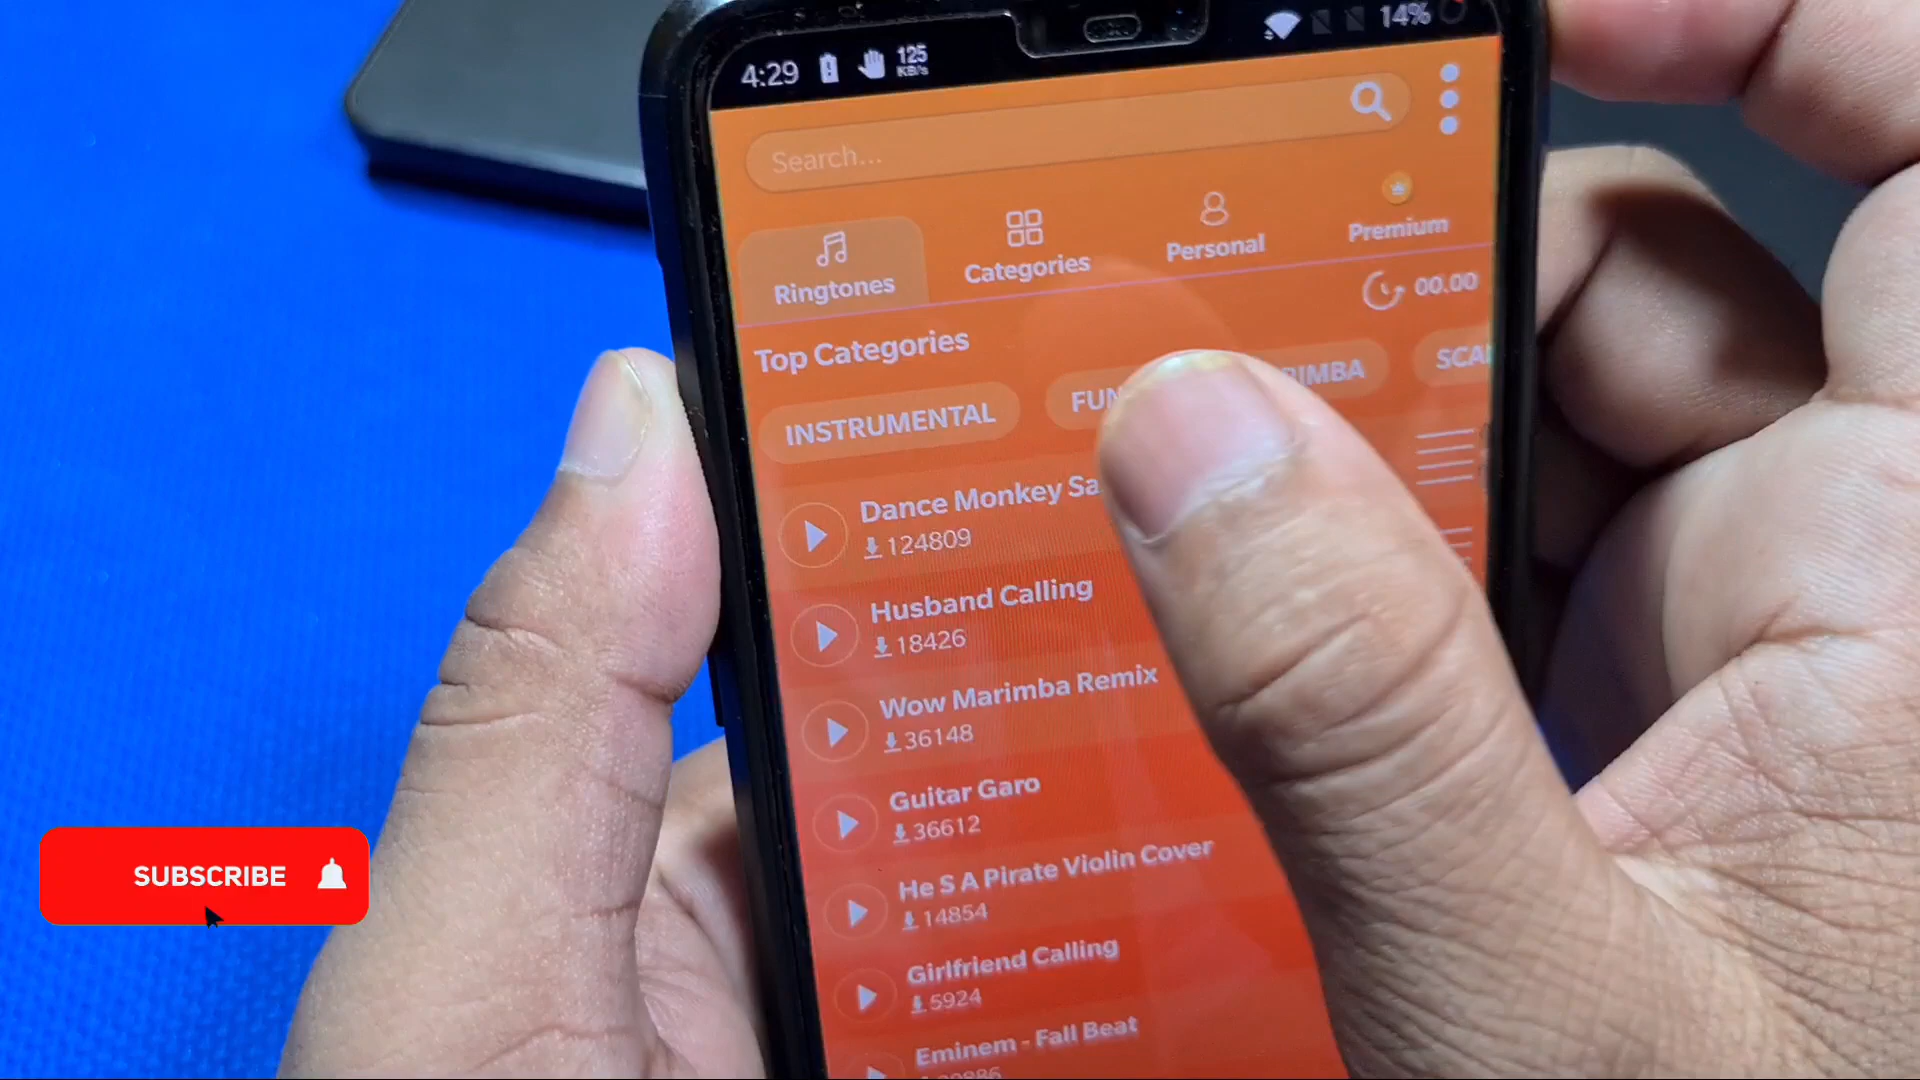 4:29 125 KB/s 14%
Search...
Ringtones Categories Personal Premium
00.00
Top Categories
INSTRUMENTAL
Dance Monkey
124809
Husband Calling
18426
Wow Marimba Remix
36148
Guitar Garo
36612
He S A Pirate Violin Cover
14854
Girlfriend Calling
5924
Eminem - Fall Beat
SUBSCRIBE